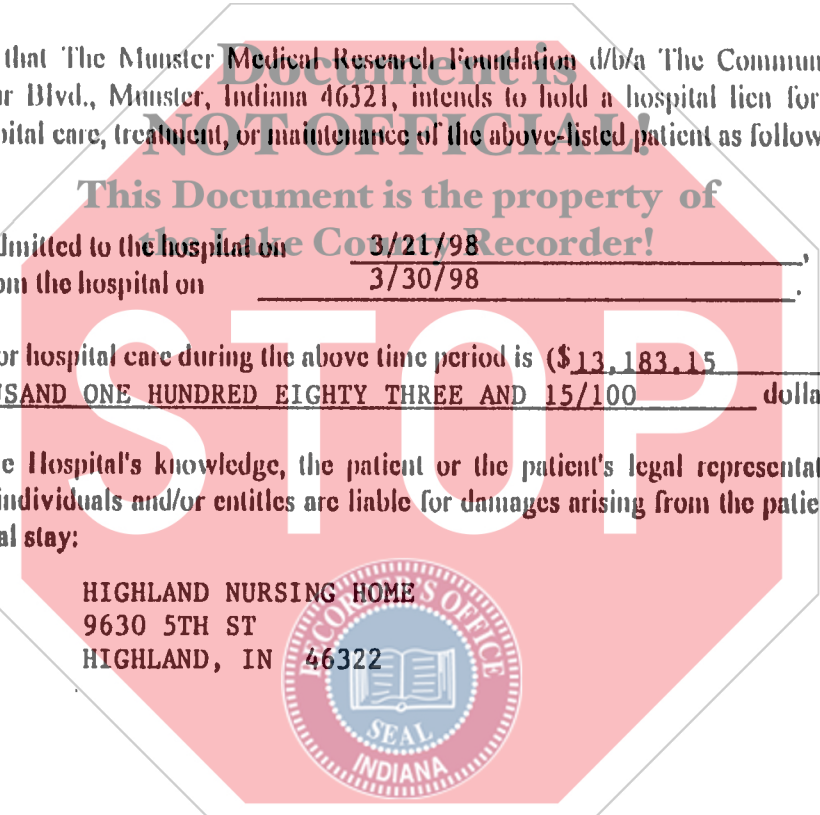 that The Munster Medical Research Foundation d/b/a The Commun
r Blvd., Munster, Indiana 46321, intends to hold a hospital lien for
pital care, treatment, or maintenance of the above-listed patient as follow
Document is
NOT OFFICIAL!
This Document is the property of
the Lake County Recorder!
dmitted to the hospital on 3/21/98 ,
om the hospital on 3/30/98 .
or hospital care during the above time period is ($13,183.15
USAND ONE HUNDRED EIGHTY THREE AND 15/100 dolla
STOP
e Hospital's knowledge, the patient or the patient's legal representat
individuals and/or entitles are liable for damages arising from the patie
al stay:
HIGHLAND NURSING HOME
9630 5TH ST
HIGHLAND, IN 46322
RECORDER'S OFFICE
SEAL
INDIANA